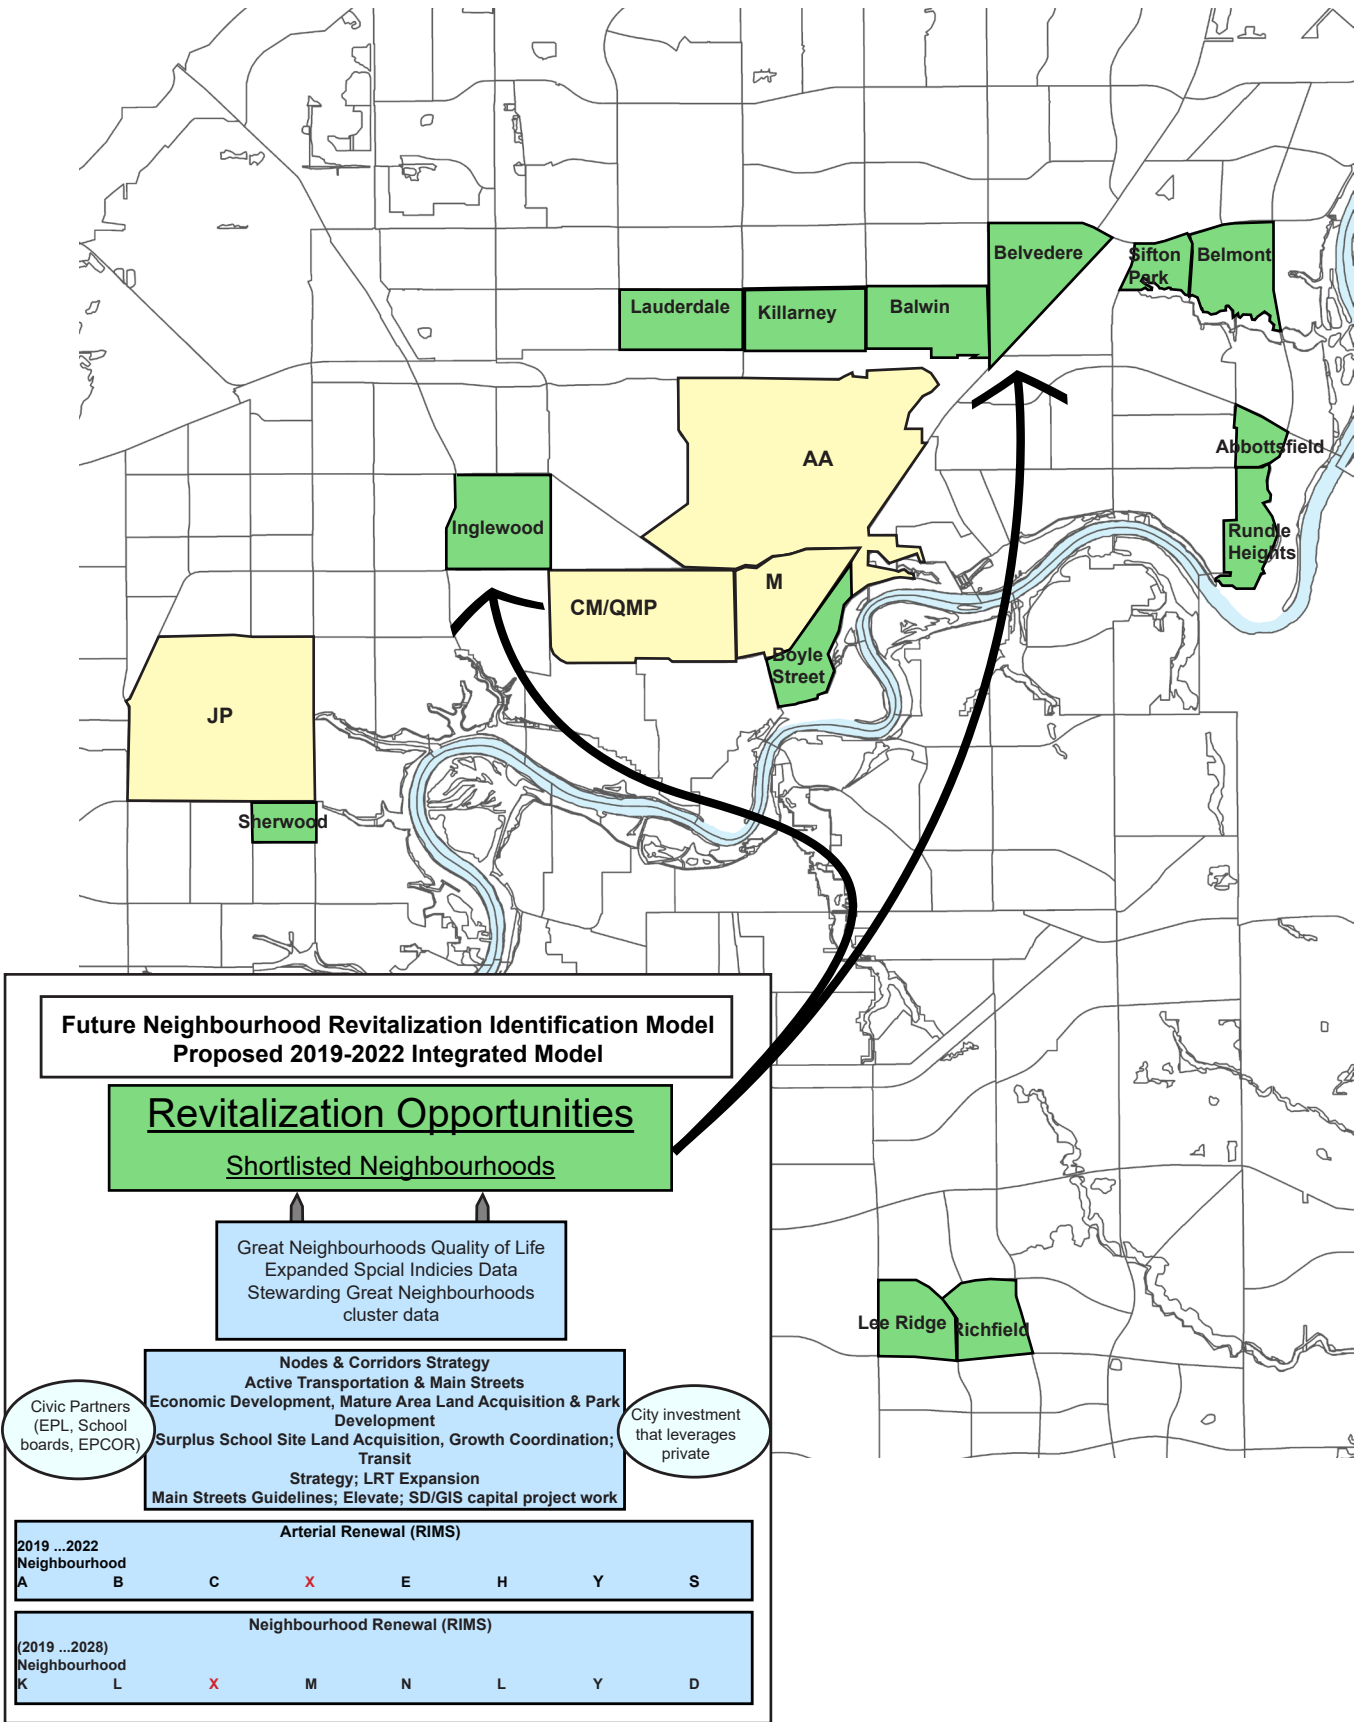 Belvedere
Sifton
Park
Belmont
Lauderdale
Killarney
Balwin
Abbottsfield
AA
Inglewood
Rundle
Heights
M
CM/QMP
Boyle
Street
JP
Sherwood
Future Neighbourhood Revitalization Identification Model
Proposed 2019-2022 Integrated Model
Revitalization Opportunities
Shortlisted Neighbourhoods
Great Neighbourhoods Quality of Life
Expanded Spcial Indicies Data
Stewarding Great Neighbourhoods
cluster data
Lee Ridge
Richfield
Nodes & Corridors Strategy
Active Transportation & Main Streets
Economic Development, Mature Area Land Acquisition & Park
Development
Surplus School Site Land Acquisition, Growth Coordination;
Transit
Strategy; LRT Expansion
Main Streets Guidelines; Elevate; SD/GIS capital project work
Civic Partners
(EPL, School
boards, EPCOR)
City investment
that leverages
private
Arterial Renewal (RIMS)
2019 ...2022
Neighbourhood
A B C X E H Y S
Neighbourhood Renewal (RIMS)
(2019 ...2028)
Neighbourhood
K L X M N L Y D